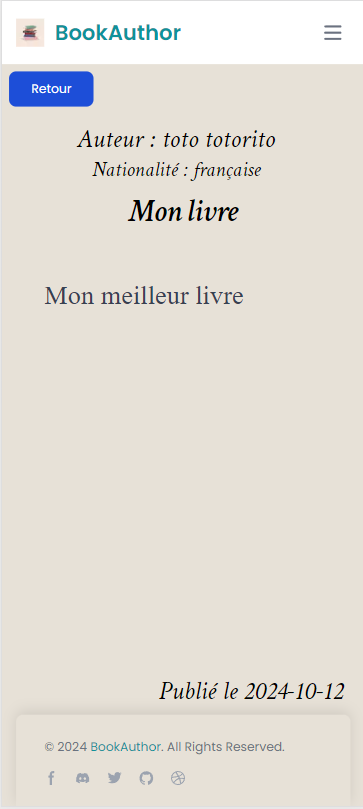 BookAuthor
Retour
Auteur : toto totorito
Nationalité : française
Mon livre
Mon meilleur livre
Publié le 2024-10-12
© 2024 BookAuthor. All Rights Reserved.